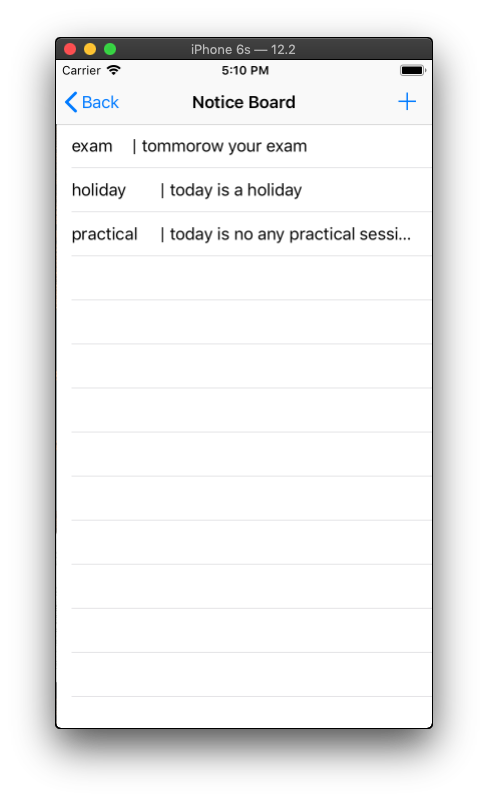 iPhone 6s — 12.2
Carrier 5:10 PM
Back Notice Board +
exam | tommorow your exam
holiday | today is a holiday
practical | today is no any practical sessi...